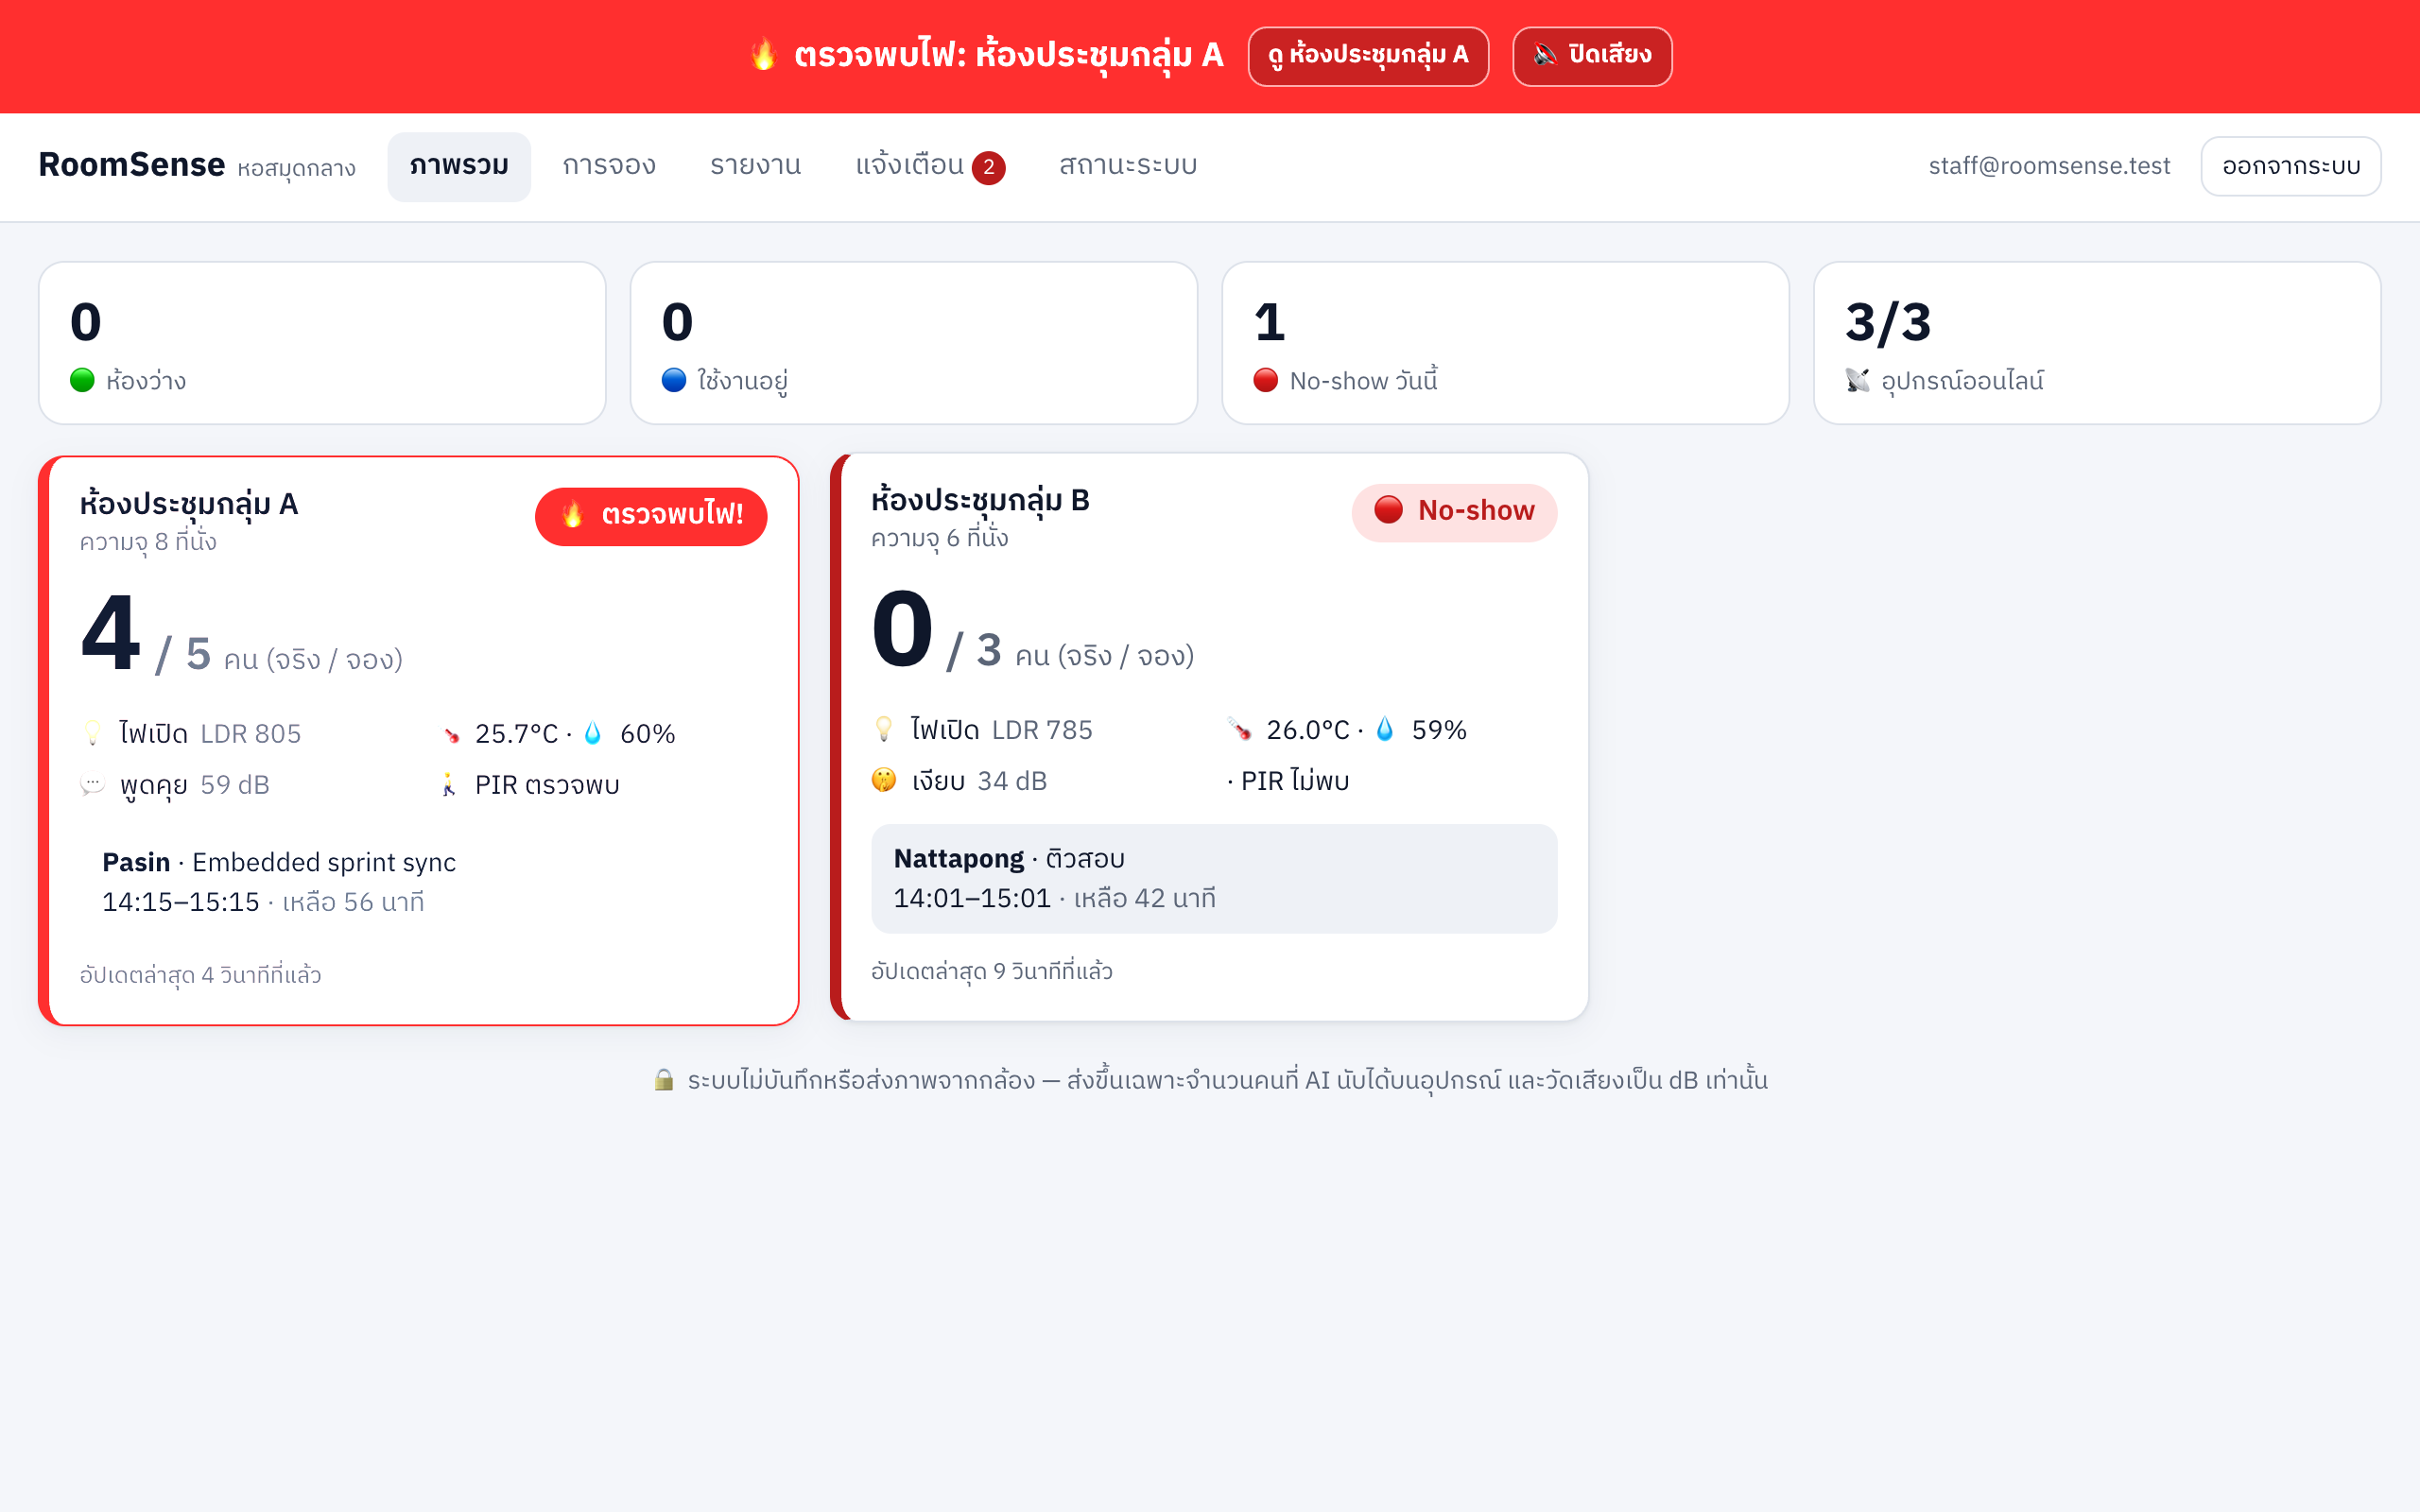 🔥 ตรวจพบไฟ: ห้องประชุมกลุ่ม A
ดู ห้องประชุมกลุ่ม A
🔇 ปิดเสียง
RoomSense หอสมุดกลาง
ภาพรวม
การจอง
รายงาน
แจ้งเตือน 2
สถานะระบบ
staff@roomsense.test
ออกจากระบบ
0
🟢 ห้องว่าง
0
🔵 ใช้งานอยู่
1
🔴 No-show วันนี้
3/3
📡 อุปกรณ์ออนไลน์
ห้องประชุมกลุ่ม A
ความจุ 8 ที่นั่ง
🔥 ตรวจพบไฟ!
4 / 5 คน (จริง / จอง)
💡 ไฟเปิด LDR 805
🌡️ 25.7°C · 💧 60%
💬 พูดคุย 59 dB
🚶 PIR ตรวจพบ
Pasin · Embedded sprint sync
14:15–15:15 · เหลือ 56 นาที
อัปเดตล่าสุด 4 วินาทีที่แล้ว
ห้องประชุมกลุ่ม B
ความจุ 6 ที่นั่ง
🔴 No-show
0 / 3 คน (จริง / จอง)
💡 ไฟเปิด LDR 785
🌡️ 26.0°C · 💧 59%
🤫 เงียบ 34 dB
· PIR ไม่พบ
Nattapong · ติวสอบ
14:01–15:01 · เหลือ 42 นาที
อัปเดตล่าสุด 9 วินาทีที่แล้ว
🔒 ระบบไม่บันทึกหรือส่งภาพจากกล้อง — ส่งขึ้นเฉพาะจำนวนคนที่ AI นับได้บนอุปกรณ์ และวัดเสียงเป็น dB เท่านั้น